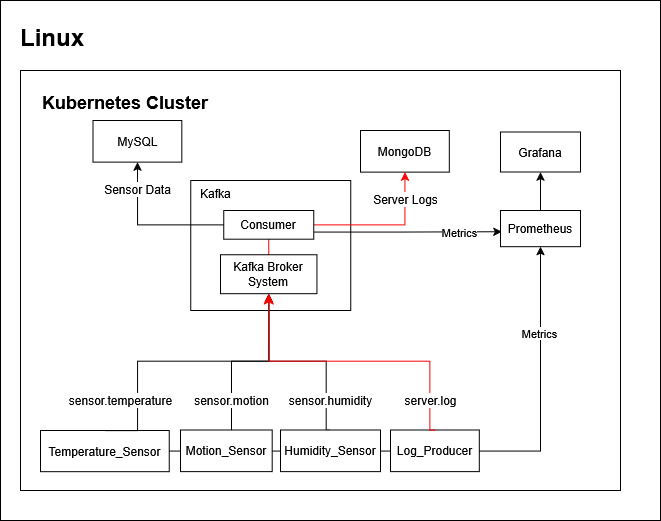 Linux
Kubernetes Cluster
MySQL
MongoDB
Grafana
Sensor Data
Kafka
Server Logs
Consumer
Metrics
Prometheus
Kafka Broker
System
Metrics
sensor.temperature
sensor.motion
sensor.humidity
server.log
Temperature_Sensor
Motion_Sensor
Humidity_Sensor
Log_Producer